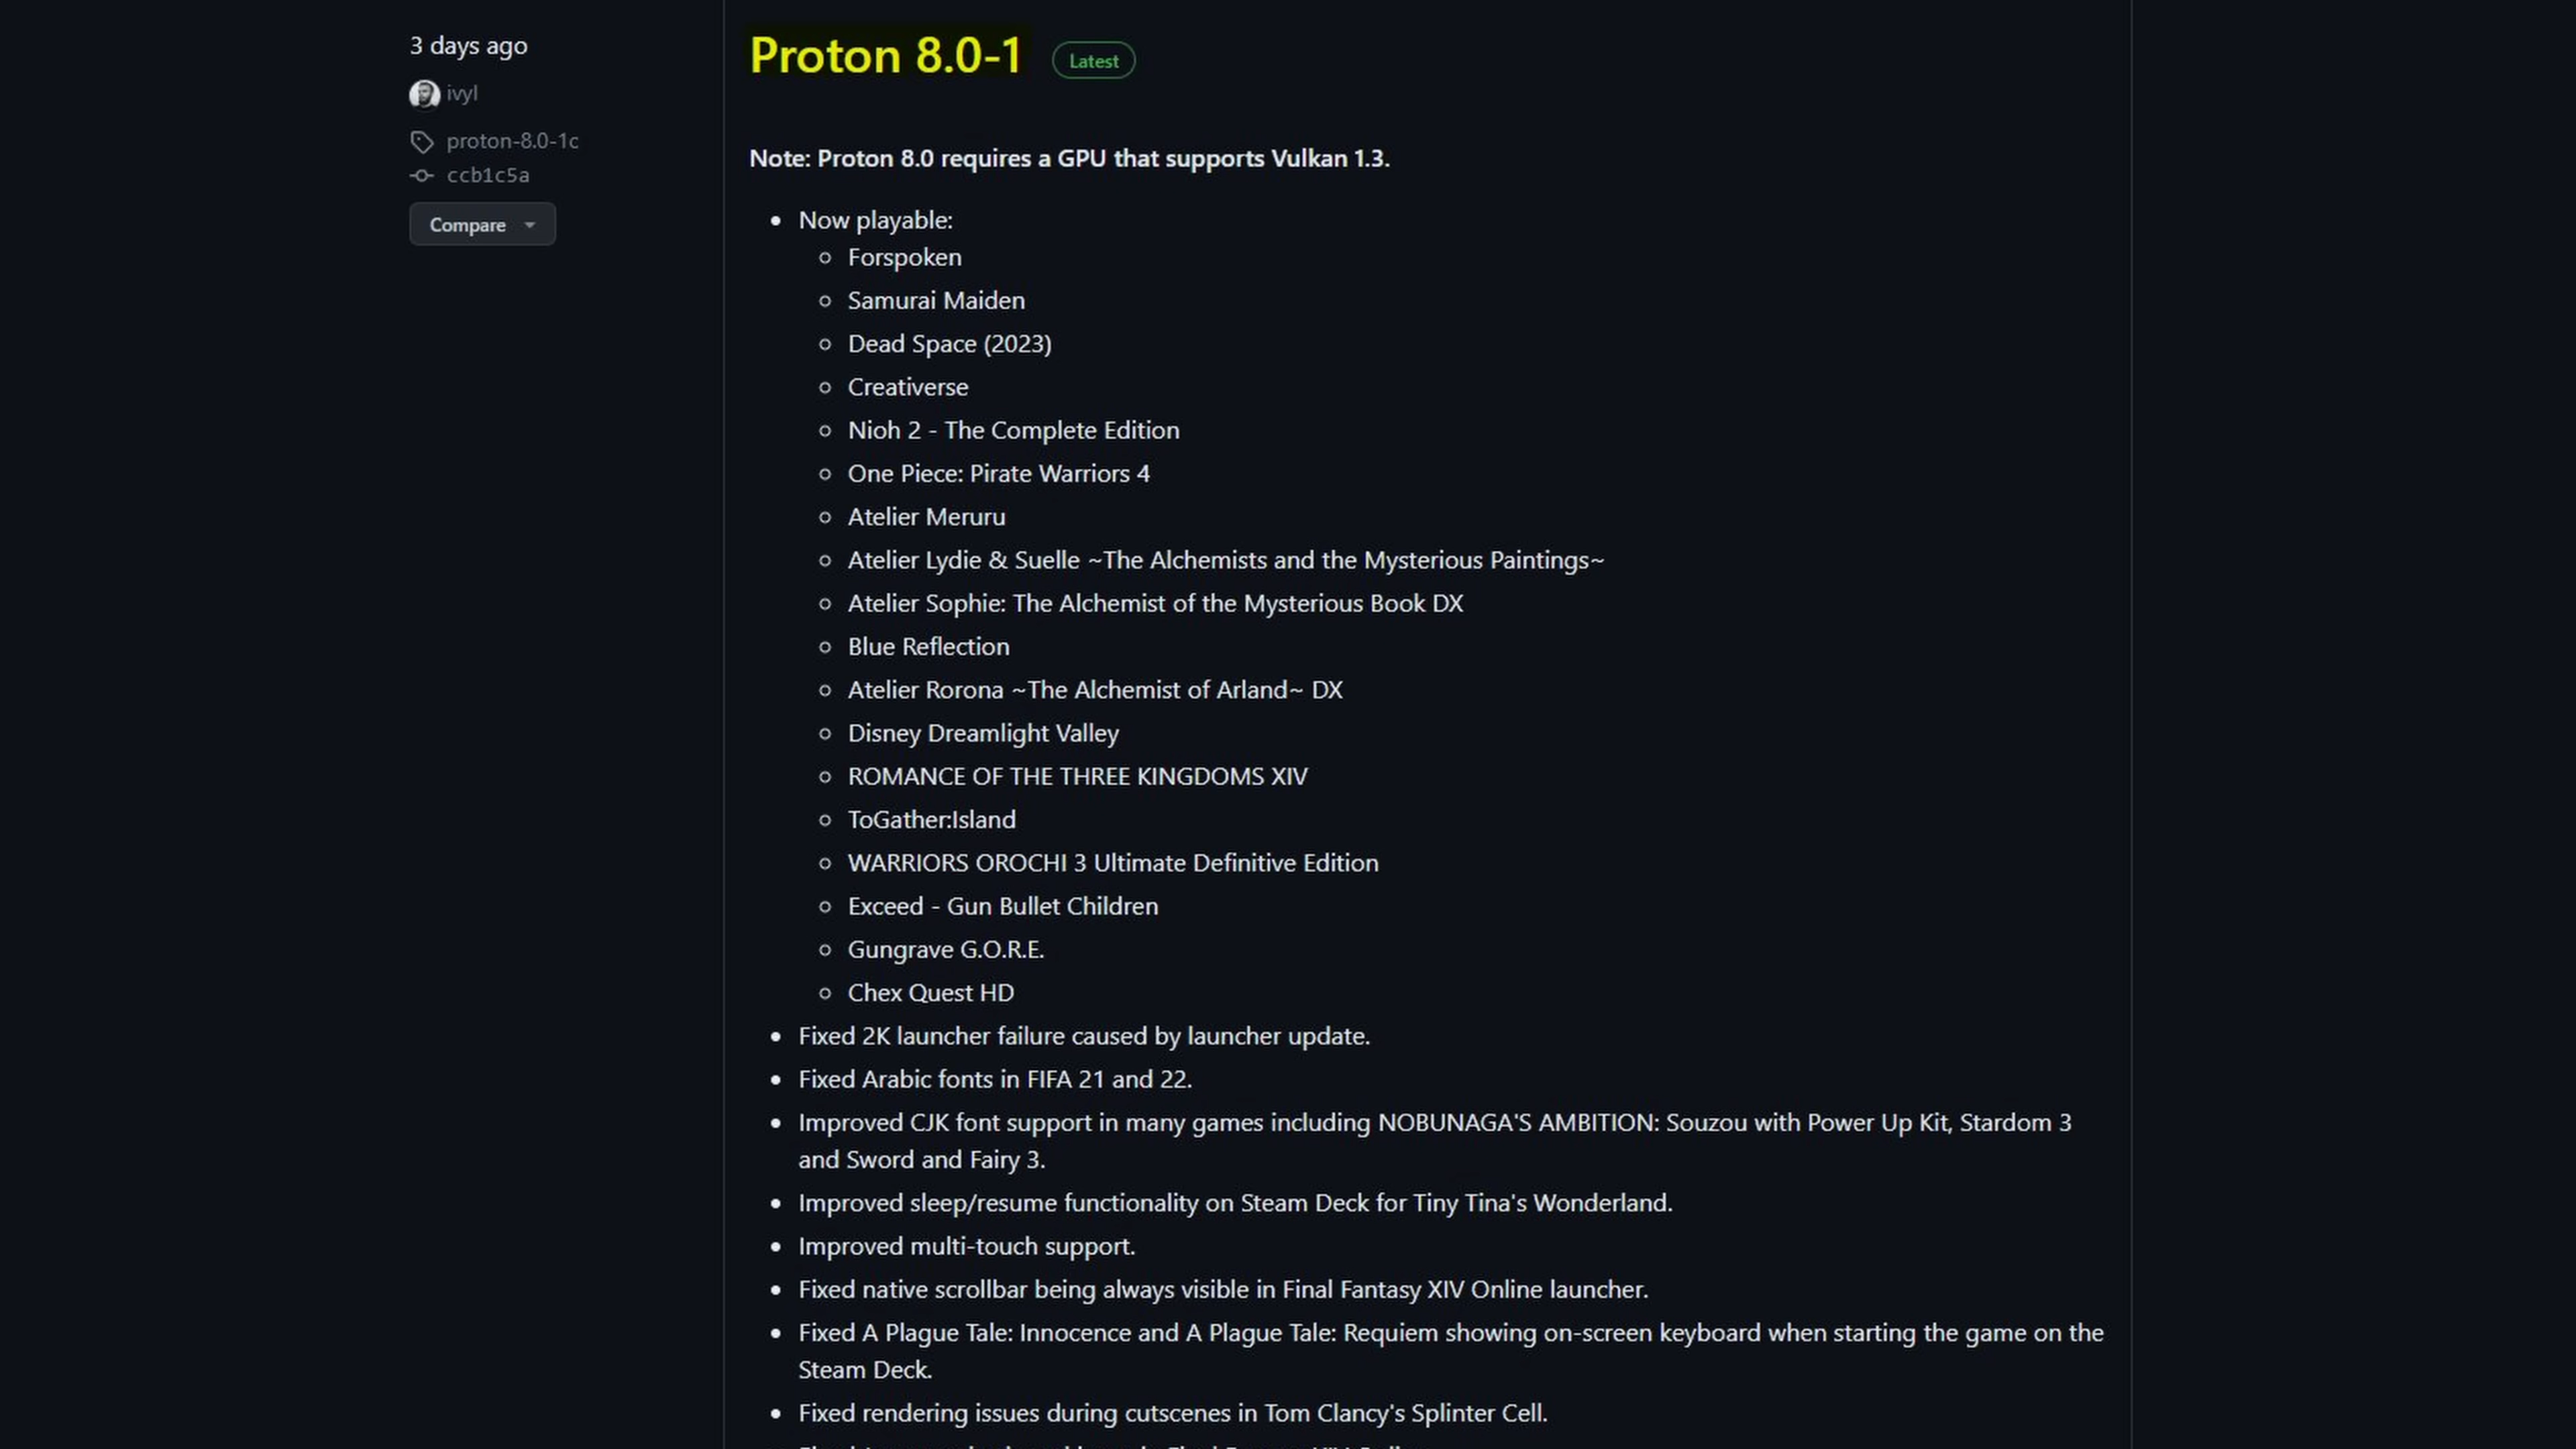 3 days ago
ivyl
proton-8.0-1c
ccb1c5a
Compare
Proton 8.0-1
Latest
Note: Proton 8.0 requires a GPU that supports Vulkan 1.3.
Now playable:
Forspoken
Samurai Maiden
Dead Space (2023)
Creativerse
Nioh 2 - The Complete Edition
One Piece: Pirate Warriors 4
Atelier Meruru
Atelier Lydie & Suelle ~The Alchemists and the Mysterious Paintings~
Atelier Sophie: The Alchemist of the Mysterious Book DX
Blue Reflection
Atelier Rorona ~The Alchemist of Arland~ DX
Disney Dreamlight Valley
ROMANCE OF THE THREE KINGDOMS XIV
ToGather:Island
WARRIORS OROCHI 3 Ultimate Definitive Edition
Exceed - Gun Bullet Children
Gungrave G.O.R.E.
Chex Quest HD
Fixed 2K launcher failure caused by launcher update.
Fixed Arabic fonts in FIFA 21 and 22.
Improved CJK font support in many games including NOBUNAGA'S AMBITION: Souzou with Power Up Kit, Stardom 3
and Sword and Fairy 3.
Improved sleep/resume functionality on Steam Deck for Tiny Tina's Wonderland.
Improved multi-touch support.
Fixed native scrollbar being always visible in Final Fantasy XIV Online launcher.
Fixed A Plague Tale: Innocence and A Plague Tale: Requiem showing on-screen keyboard when starting the game on the
Steam Deck.
Fixed rendering issues during cutscenes in Tom Clancy's Splinter Cell.